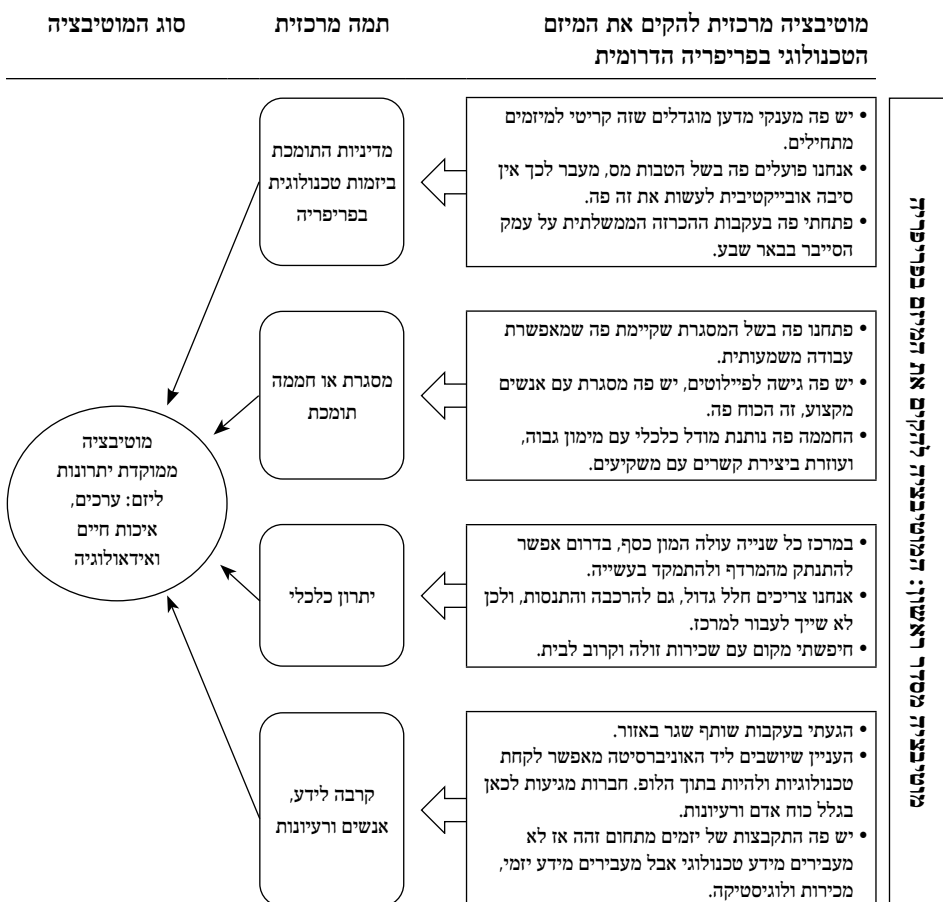 מוטיבציה מרכזית להקים את המיזם
הטכנולוגי בפריפריה הדרומית
תמה מרכזית
סוג המוטיבציה
מוטיבציה מסדר ראשון: המוטיבציה להקים את המיזם בפריפריה
• יש פה מענקי מדען מוגדלים שזה קריטי למיזמים
מתחילים.
• אנחנו פועלים פה בשל הטבות מס, מעבר לכך אין
סיבה אובייקטיבית לעשות את זה פה.
• פתחתי פה בעקבות ההכרזה הממשלתית על עמק
הסייבר בבאר שבע.
מדיניות התומכת
ביזמות טכנולוגית
בפריפריה
• פתחנו פה בשל המסגרת שקיימת פה שמאפשרת
עבודה משמעותית.
• יש פה גישה לפיילוטים, יש פה מסגרת עם אנשים
מקצוע, זה הכוח פה.
• החממה פה נותנת מודל כלכלי עם מימון גבוה,
ועוזרת ביצירת קשרים עם משקיעים.
מסגרת או חממה
תומכת
• במרכז כל שנייה עולה המון כסף, בדרום אפשר
להתנתק מהמרדף ולהתמקד בעשייה.
• אנחנו צריכים חלל גדול, גם להרכבה והתנסות, ולכן
לא שייך לעבור למרכז.
• חיפשתי מקום עם שכירות זולה וקרוב לבית.
יתרון כלכלי
• הגעתי בעקבות שותף שגר באזור.
• העניין שיושבים ליד האוניברסיטה מאפשר לקחת
טכנולוגיות ולהיות בתוך הלופ. חברות מגיעות לכאן
בגלל כוח אדם ורעיונות.
• יש פה התקבצות של יזמים מתחום זהה אז לא
מעבירים מידע טכנולוגי אבל מעבירים מידע יזמי,
מכירות ולוגיסטיקה.
קרבה לידע,
אנשים ורעיונות
מוטיבציה
ממוקדת יתרונות
ליזם: ערכים,
איכות חיים
ואידאולוגיה